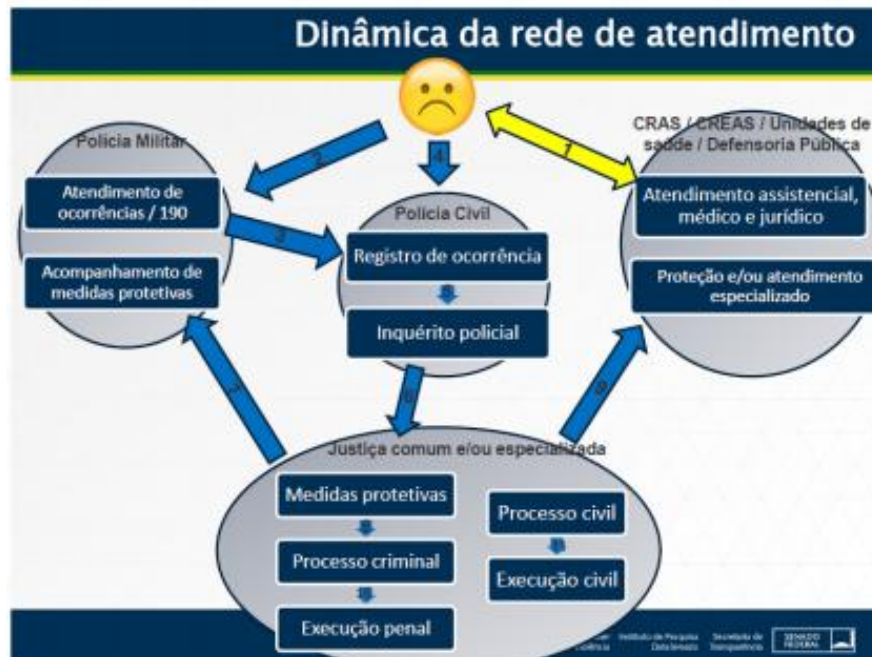 Dinâmica da rede de atendimento
Polícia Militar
2
Atendimento de
ocorrências / 190
3
Acompanhamento de
medidas protetivas
4
Polícia Civil
Registro de ocorrência
Inquérito policial
1
CRAS / CREAS / Unidades de
saúde / Defensoria Pública
Atendimento assistencial,
médico e jurídico
Proteção e/ou atendimento
especializado
7
6
9
Justiça comum e/ou especializada
Medidas protetivas
Processo criminal
Execução penal
Processo civil
Execução civil
Instituto de Pesquisa
DataSenado
Secretaria de
Transparência
SENADO
FEDERAL